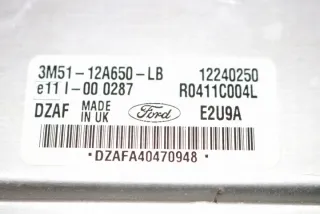 3M51-12A650-LB 12240250
e11 I-00 0287 R0411C004L
DZAF MADE IN UK Ford E2U9A
·DZAFA40470948·